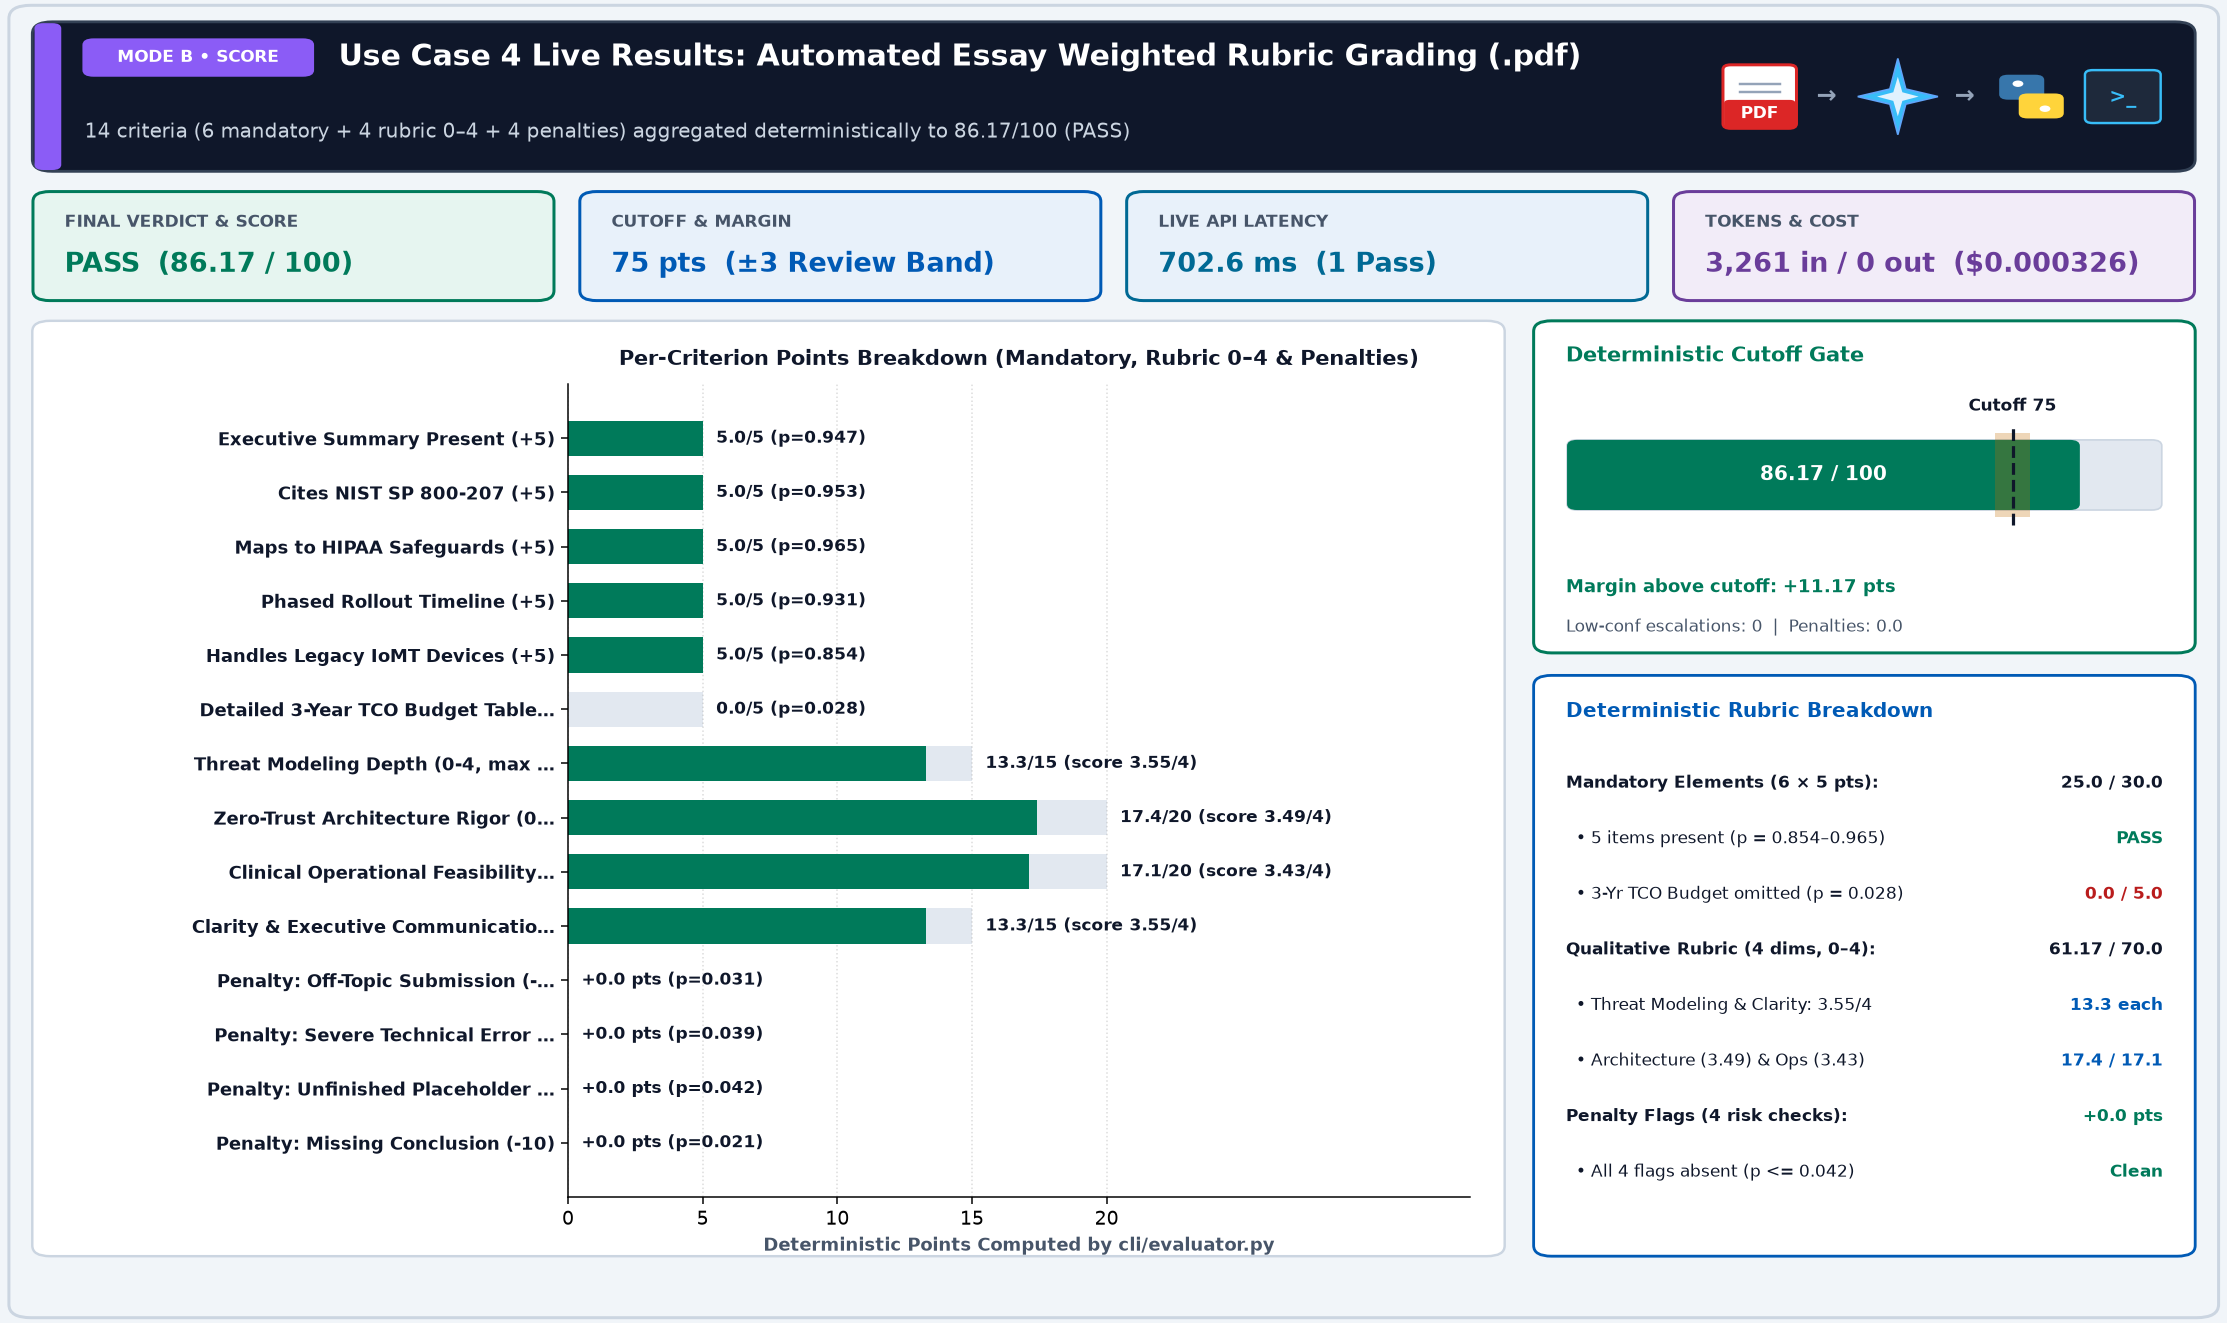 MODE B • SCORE
Use Case 4 Live Results: Automated Essay Weighted Rubric Grading (.pdf)
14 criteria (6 mandatory + 4 rubric 0–4 + 4 penalties) aggregated deterministically to 86.17/100 (PASS)
PDF
→
→
>_
FINAL VERDICT & SCORE
PASS (86.17 / 100)
CUTOFF & MARGIN
75 pts (±3 Review Band)
LIVE API LATENCY
702.6 ms (1 Pass)
TOKENS & COST
3,261 in / 0 out ($0.000326)
Per-Criterion Points Breakdown (Mandatory, Rubric 0–4 & Penalties)
Executive Summary Present (+5) 5.0/5 (p=0.947)
Cites NIST SP 800-207 (+5) 5.0/5 (p=0.953)
Maps to HIPAA Safeguards (+5) 5.0/5 (p=0.965)
Phased Rollout Timeline (+5) 5.0/5 (p=0.931)
Handles Legacy IoMT Devices (+5) 5.0/5 (p=0.854)
Detailed 3-Year TCO Budget Table… 0.0/5 (p=0.028)
Threat Modeling Depth (0-4, max … 13.3/15 (score 3.55/4)
Zero-Trust Architecture Rigor (0… 17.4/20 (score 3.49/4)
Clinical Operational Feasibility… 17.1/20 (score 3.43/4)
Clarity & Executive Communicatio… 13.3/15 (score 3.55/4)
Penalty: Off-Topic Submission (-… +0.0 pts (p=0.031)
Penalty: Severe Technical Error … +0.0 pts (p=0.039)
Penalty: Unfinished Placeholder … +0.0 pts (p=0.042)
Penalty: Missing Conclusion (-10) +0.0 pts (p=0.021)
0 5 10 15 20
Deterministic Points Computed by cli/evaluator.py
Deterministic Cutoff Gate
Cutoff 75
86.17 / 100
Margin above cutoff: +11.17 pts
Low-conf escalations: 0 | Penalties: 0.0
Deterministic Rubric Breakdown
Mandatory Elements (6 × 5 pts): 25.0 / 30.0
• 5 items present (p = 0.854–0.965) PASS
• 3-Yr TCO Budget omitted (p = 0.028) 0.0 / 5.0
Qualitative Rubric (4 dims, 0–4): 61.17 / 70.0
• Threat Modeling & Clarity: 3.55/4 13.3 each
• Architecture (3.49) & Ops (3.43) 17.4 / 17.1
Penalty Flags (4 risk checks): +0.0 pts
• All 4 flags absent (p <= 0.042) Clean